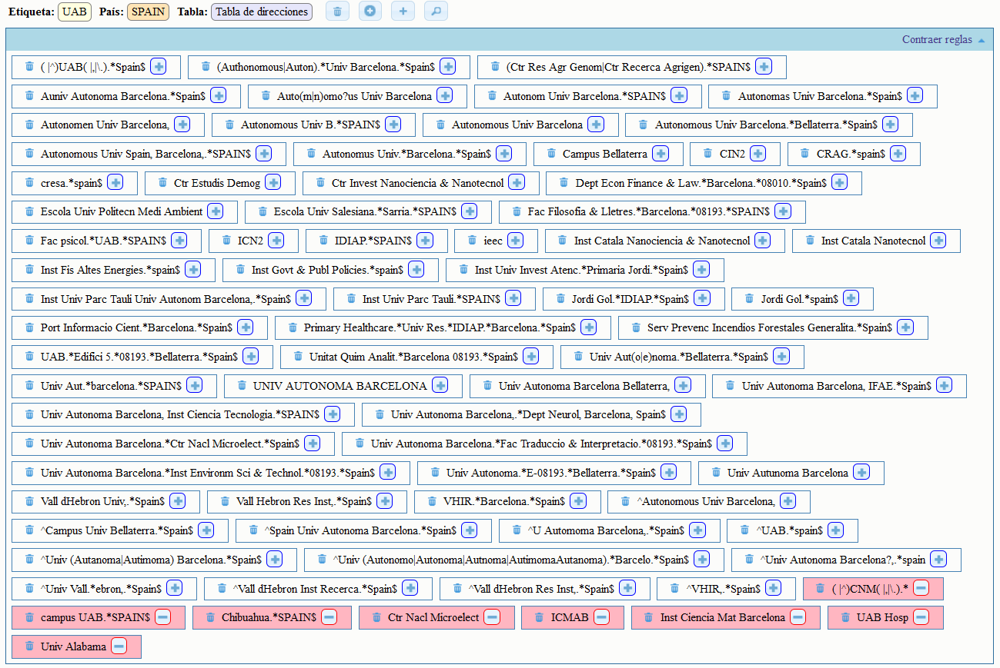 Etiqueta: UAB País: SPAIN Tabla: Tabla de direcciones
Contraer reglas
( |^)UAB( |,|\.).*Spain$ (Authonomous|Auton).*Univ Barcelona.*Spain$ (Ctr Res Agr Genom|Ctr Recerca Agrigen).*SPAIN$
Auniv Autonoma Barcelona.*Spain$ Auto(m|n)omo?us Univ Barcelona Autonom Univ Barcelona.*SPAIN$ Autonomas Univ Barcelona.*Spain$
Autonomen Univ Barcelona, Autonomous Univ B.*SPAIN$ Autonomous Univ Barcelona Autonomous Univ Barcelona.*Bellaterra.*Spain$
Autonomous Univ Spain, Barcelona,.*SPAIN$ Autonomus Univ.*Barcelona.*Spain$ Campus Bellaterra CIN2 CRAG.*spain$
cresa.*spain$ Ctr Estudis Demog Ctr Invest Nanociencia & Nanotecnol Dept Econ Finance & Law.*Barcelona.*08010.*Spain$
Escola Univ Politecn Medi Ambient Escola Univ Salesiana.*Sarria.*SPAIN$ Fac Filosofia & Lletres.*Barcelona.*08193.*SPAIN$
Fac psicol.*UAB.*SPAIN$ ICN2 IDIAP.*SPAIN$ ieec Inst Catala Nanociencia & Nanotecnol Inst Catala Nanotecnol
Inst Fis Altes Energies.*spain$ Inst Govt & Publ Policies.*spain$ Inst Univ Invest Atenc.*Primaria Jordi.*Spain$
Inst Univ Parc Tauli Univ Autonom Barcelona,.*Spain$ Inst Univ Parc Tauli.*SPAIN$ Jordi Gol.*IDIAP.*Spain$ Jordi Gol.*spain$
Port Informacio Cient.*Barcelona.*Spain$ Primary Healthcare.*Univ Res.*IDIAP.*Barcelona.*Spain$ Serv Prevenc Incendios Forestales Generalita.*Spain$
UAB.*Edifici 5.*08193.*Bellaterra.*Spain$ Unitat Quim Analit.*Barcelona 08193.*Spain$ Univ Aut(o|e)noma.*Bellaterra.*Spain$
Univ Aut.*barcelona.*SPAIN$ UNIV AUTONOMA BARCELONA Univ Autonoma Barcelona Bellaterra, Univ Autonoma Barcelona, IFAE.*Spain$
Univ Autonoma Barcelona, Inst Ciencia Tecnologia.*SPAIN$ Univ Autonoma Barcelona,.*Dept Neurol, Barcelona, Spain$
Univ Autonoma Barcelona.*Ctr Nacl Microelect.*Spain$ Univ Autonoma Barcelona.*Fac Traduccio & Interpretacio.*08193.*Spain$
Univ Autonoma Barcelona.*Inst Environm Sci & Technol.*08193.*Spain$ Univ Autonoma.*E-08193.*Bellaterra.*Spain$ Univ Autunoma Barcelona
Vall dHebron Univ,.*Spain$ Vall Hebron Res Inst,.*Spain$ VHIR.*Barcelona.*Spain$ ^Autonomous Univ Barcelona,
^Campus Univ Bellaterra.*Spain$ ^Spain Univ Autonoma Barcelona.*Spain$ ^U Automoma Barcelona,.*Spain$ ^UAB.*spain$
^Univ (Autanoma|Autimoma) Barcelona.*Spain$ ^Univ (Autonomo|Autonoma|Autnoma|AutimomaAutanoma).*Barcelo.*Spain$ ^Univ Autonoma Barcelona?,.*spain
^Univ Vall.*ebron,.*Spain$ ^Vall dHebron Inst Recerca.*Spain$ ^Vall dHebron Res Inst,.*Spain$ ^VHIR,.*Spain$ ( |^)CNM( |,|\.).*
campus UAB.*SPAIN$ Chibuahua.*SPAIN$ Ctr Nacl Microelect ICMAB Inst Ciencia Mat Barcelona UAB Hosp
Univ Alabama